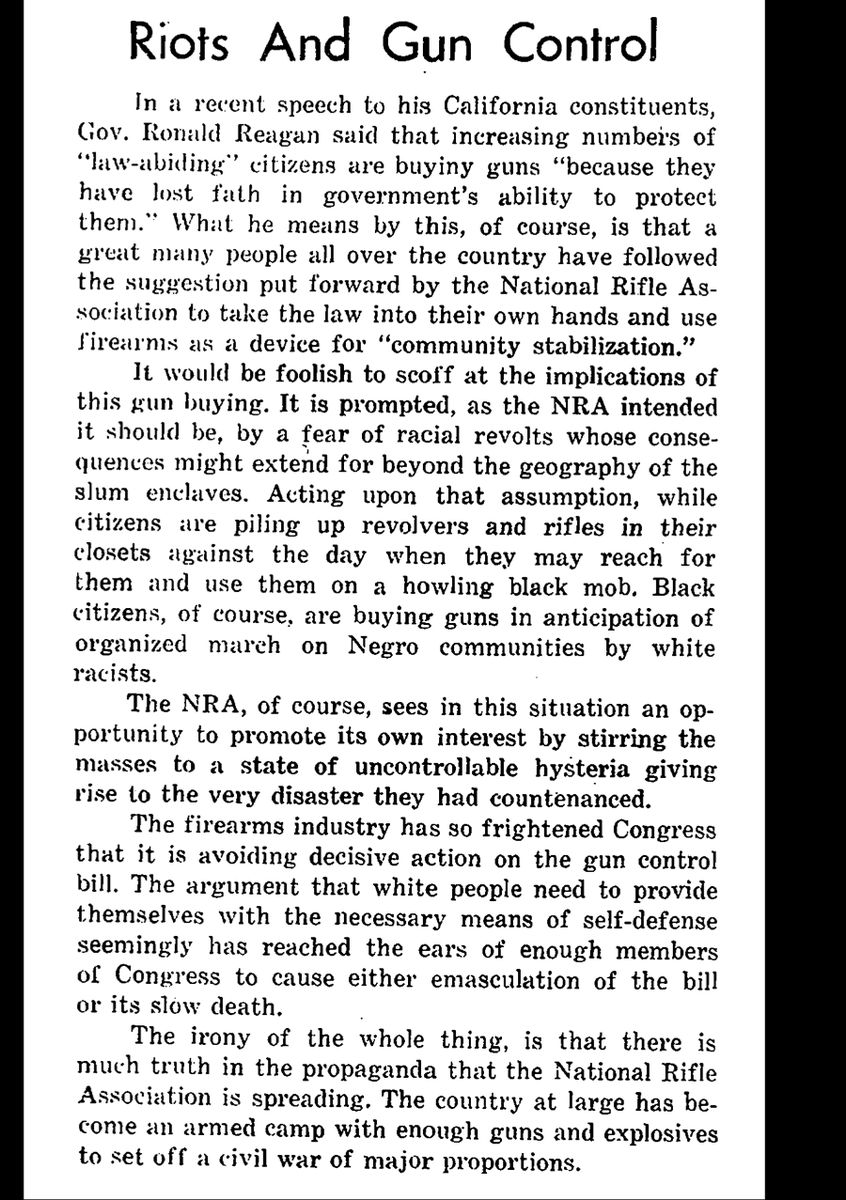 Riots And Gun Control
In a recent speech to his California constituents,
Gov. Ronald Reagan said that increasing numbers of
"law-abiding" citizens are buyiny guns "because they
have lost fath in government's ability to protect
them." What he means by this, of course, is that a
great many people all over the country have followed
the suggestion put forward by the National Rifle As-
sociation to take the law into their own hands and use
firearms as a device for "community stabilization."
It would be foolish to scoff at the implications of
this gun buying. It is prompted, as the NRA intended
it should be, by a fear of racial revolts whose conse-
quences might extend for beyond the geography of the
slum enclaves. Acting upon that assumption, while
citizens are piling up revolvers and rifles in their
closets against the day when they may reach for
them and use them on a howling black mob. Black
citizens, of course, are buying guns in anticipation of
organized march on Negro communities by white
racists.
The NRA, of course, sees in this situation an op-
portunity to promote its own interest by stirring the
masses to a state of uncontrollable hysteria giving
rise to the very disaster they had countenanced.
The firearms industry has so frightened Congress
that it is avoiding decisive action on the gun control
bill. The argument that white people need to provide
themselves with the necessary means of self-defense
seemingly has reached the ears of enough members
of Congress to cause either emasculation of the bill
or its slow death.
The irony of the whole thing, is that there is
much truth in the propaganda that the National Rifle
Association is spreading. The country at large has be-
come an armed camp with enough guns and explosives
to set off a civil war of major proportions.